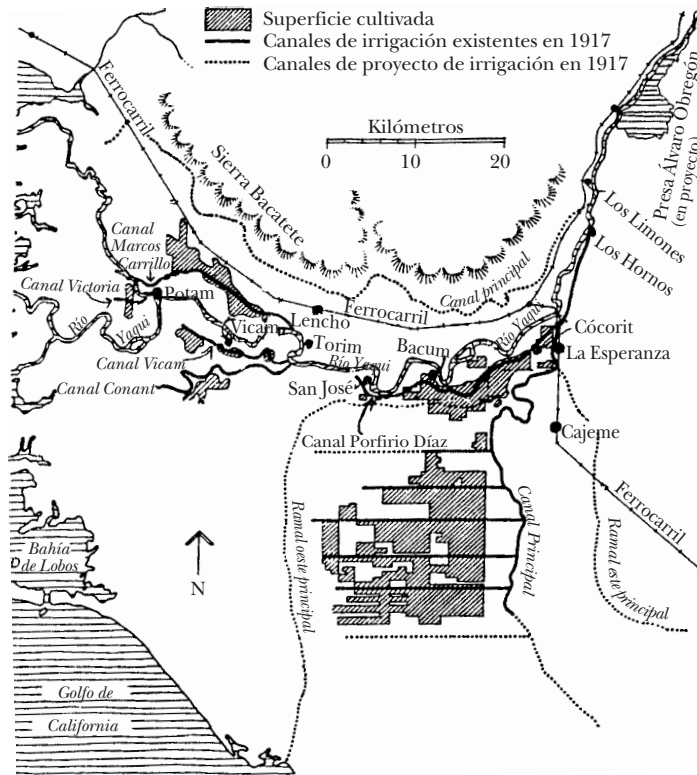 Superficie cultivada
Canales de irrigación existentes en 1917
Canales de proyecto de irrigación en 1917
Ferrocarril
Kilómetros
0 10 20
Sierra Bacatete
Presa Álvaro Obregón
(en proyecto)
Los Limones
Los Hornos
Canal
Marcos
Carrillo
Canal principal
Canal Victoria
Potam
Ferrocarril
Lencho
Río
Yaqui
Vicam
Torim
Río Yaqui
Cócorit
La Esperanza
Bacum
Río Yaqui
Canal Vicam
Canal Conant
San José
Canal Porfirio Díaz
Cajeme
Ferrocarril
Ramal oeste principal
Canal Principal
Ramal este principal
Bahía
de Lobos
N
Golfo de
California